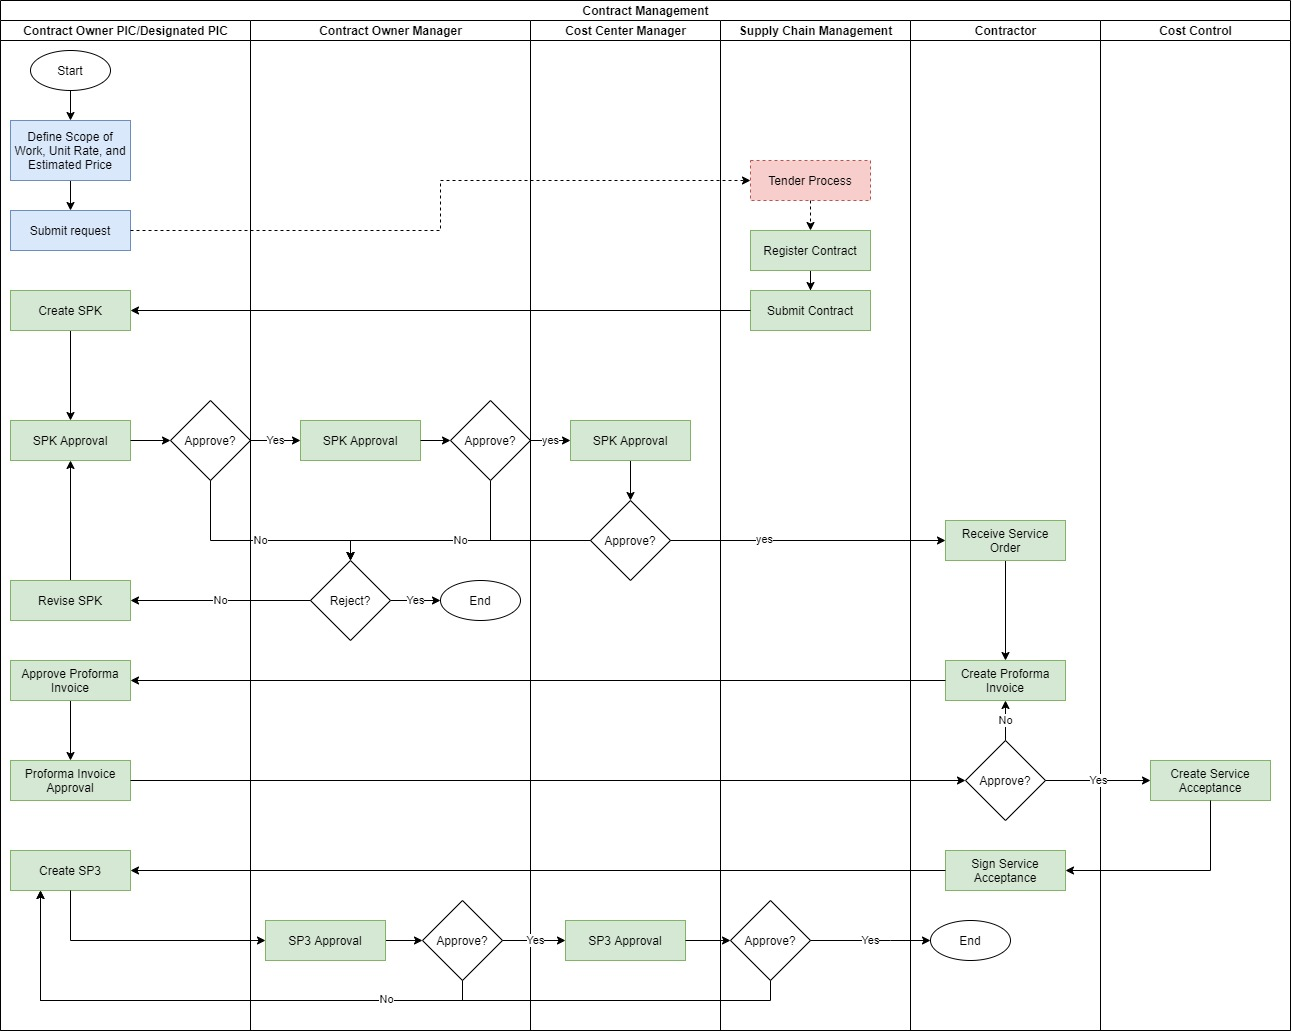 Contract Management
Contract Owner PIC/Designated PIC
Contract Owner Manager
Cost Center Manager
Supply Chain Management
Contractor
Cost Control
Start
Define Scope of
Work, Unit Rate, and
Estimated Price
Tender Process
Submit request
Register Contract
Create SPK
Submit Contract
SPK Approval
Approve?
Yes
SPK Approval
Approve?
yes
SPK Approval
No
No
Approve?
yes
Receive Service
Order
Revise SPK
No
Reject?
Yes
End
Approve Proforma
Invoice
Create Proforma
Invoice
No
Proforma Invoice
Approval
Approve?
Yes
Create Service
Acceptance
Create SP3
Sign Service
Acceptance
SP3 Approval
Approve?
Yes
SP3 Approval
Approve?
Yes
End
No